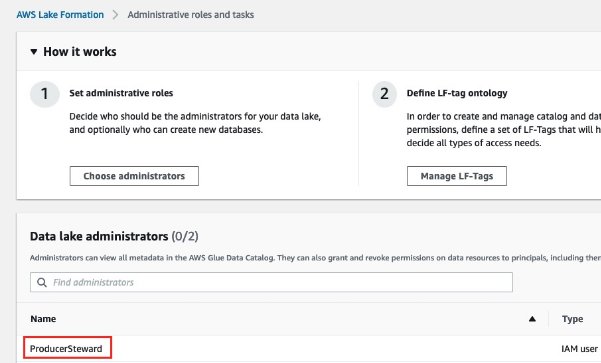 AWS Lake Formation > Administrative roles and tasks
▼ How it works
1 Set administrative roles
Decide who should be the administrators for your data lake,
and optionally who can create new databases.
Choose administrators
2 Define LF-tag ontology
In order to create and manage catalog and dat
permissions, define a set of LF-Tags that will h
decide all types of access needs.
Manage LF-Tags
Data lake administrators (0/2)
Administrators can view all metadata in the AWS Glue Data Catalog. They can also grant and revoke permissions on data resources to principals, including them
Find administrators
Name ▲ Type
ProducerSteward IAM user